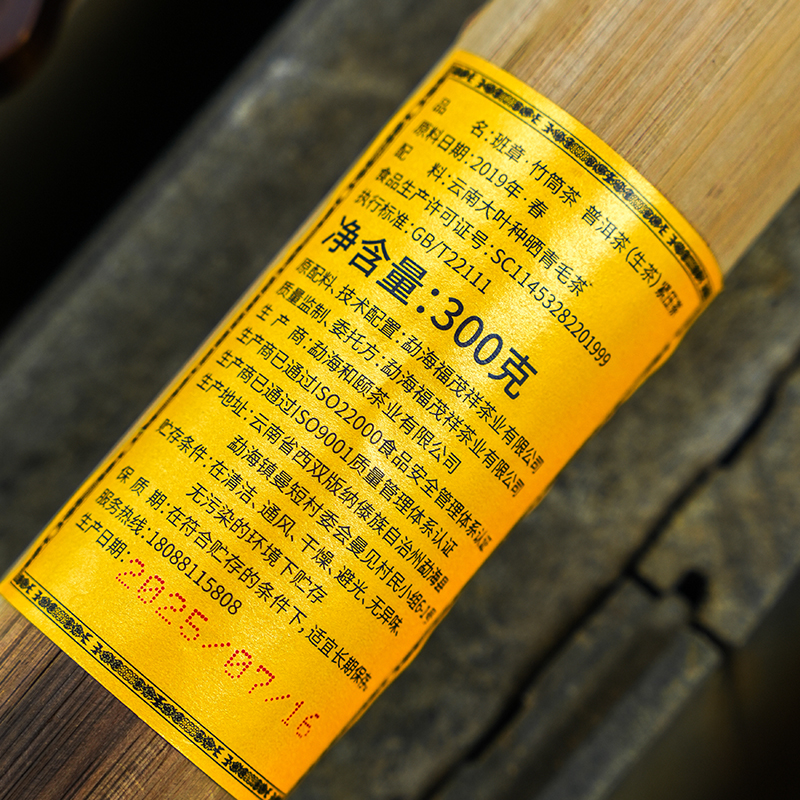 品 名:班章·竹筒茶 普洱茶(生茶)紧压茶
原料日期:2019年·春
配 料:云南大叶种晒青毛茶
食品生产许可证号:SC11453282201999
执行标准:GB/T22111
净含量:300克
原配料、技术配置:勐海福茂祥茶业有限公司
质量监制、委托方:勐海福茂祥茶业有限公司
生 产 商:勐海和颐茶业有限公司
生产商已通过ISO22000食品安全管理体系认证
生产商已通过ISO9001质量管理体系认证
生产地址:云南省西双版纳傣族自治州勐海县
勐海镇曼短村委会曼见村民小组6-1号
贮存条件:在清洁、通风、干燥、避光、无异味、
无污染的环境下贮存
保 质 期:在符合贮存的条件下,适宜长期保存
服务热线:18088115808
生产日期:2025/07/16